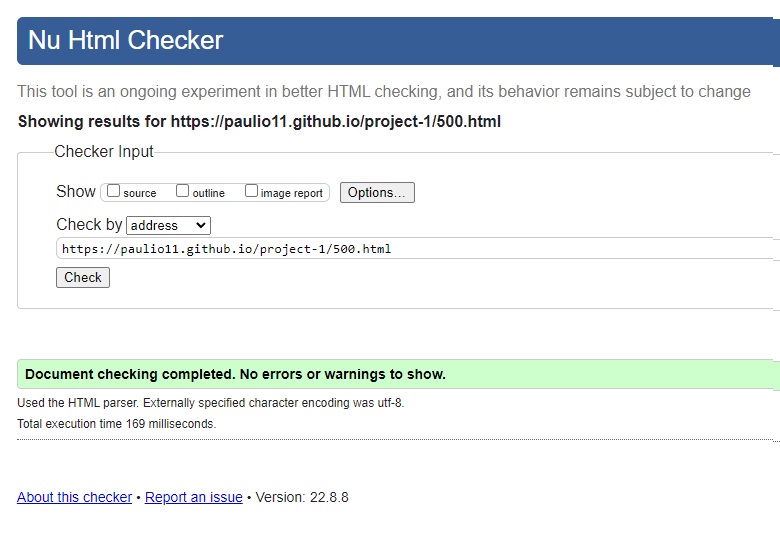 Nu Html Checker
This tool is an ongoing experiment in better HTML checking, and its behavior remains subject to change
Showing results for https://paulio11.github.io/project-1/500.html
Checker Input
Show source outline image report Options...
Check by address
https://paulio11.github.io/project-1/500.html
Check
Document checking completed. No errors or warnings to show.
Used the HTML parser. Externally specified character encoding was utf-8.
Total execution time 169 milliseconds.
About this checker • Report an issue • Version: 22.8.8